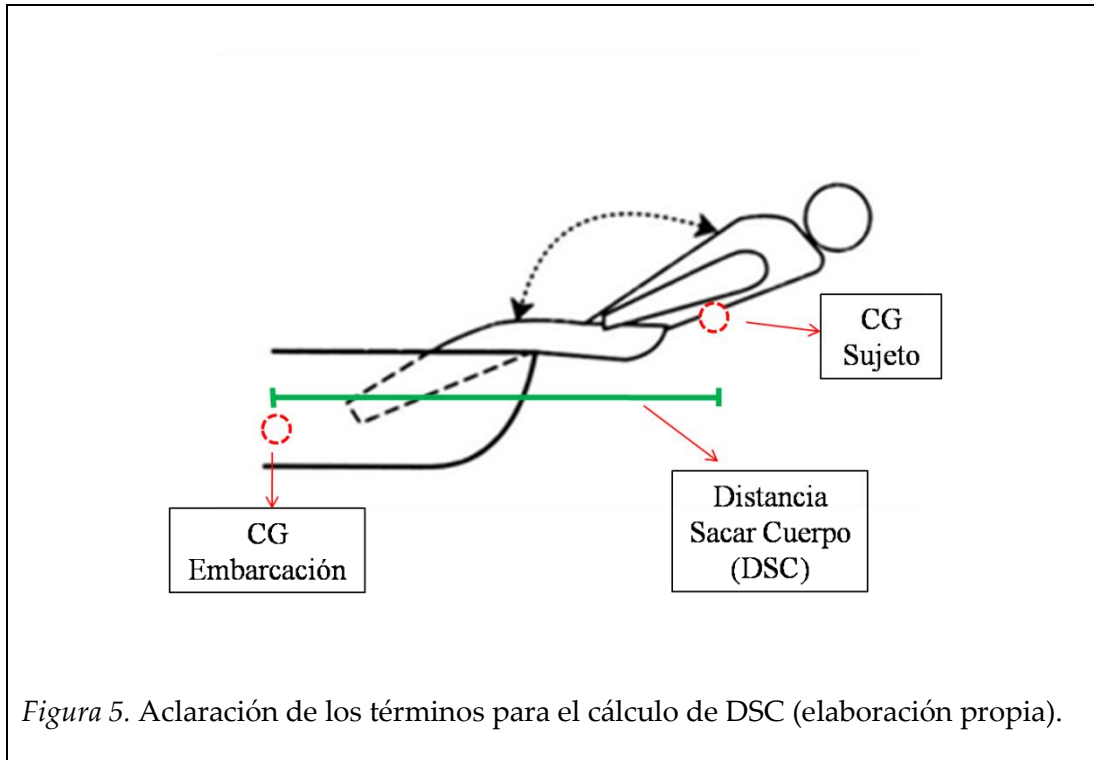 CG
Sujeto
Distancia
Sacar Cuerpo
(DSC)
CG
Embarcación
Figura 5. Aclaración de los términos para el cálculo de DSC (elaboración propia).